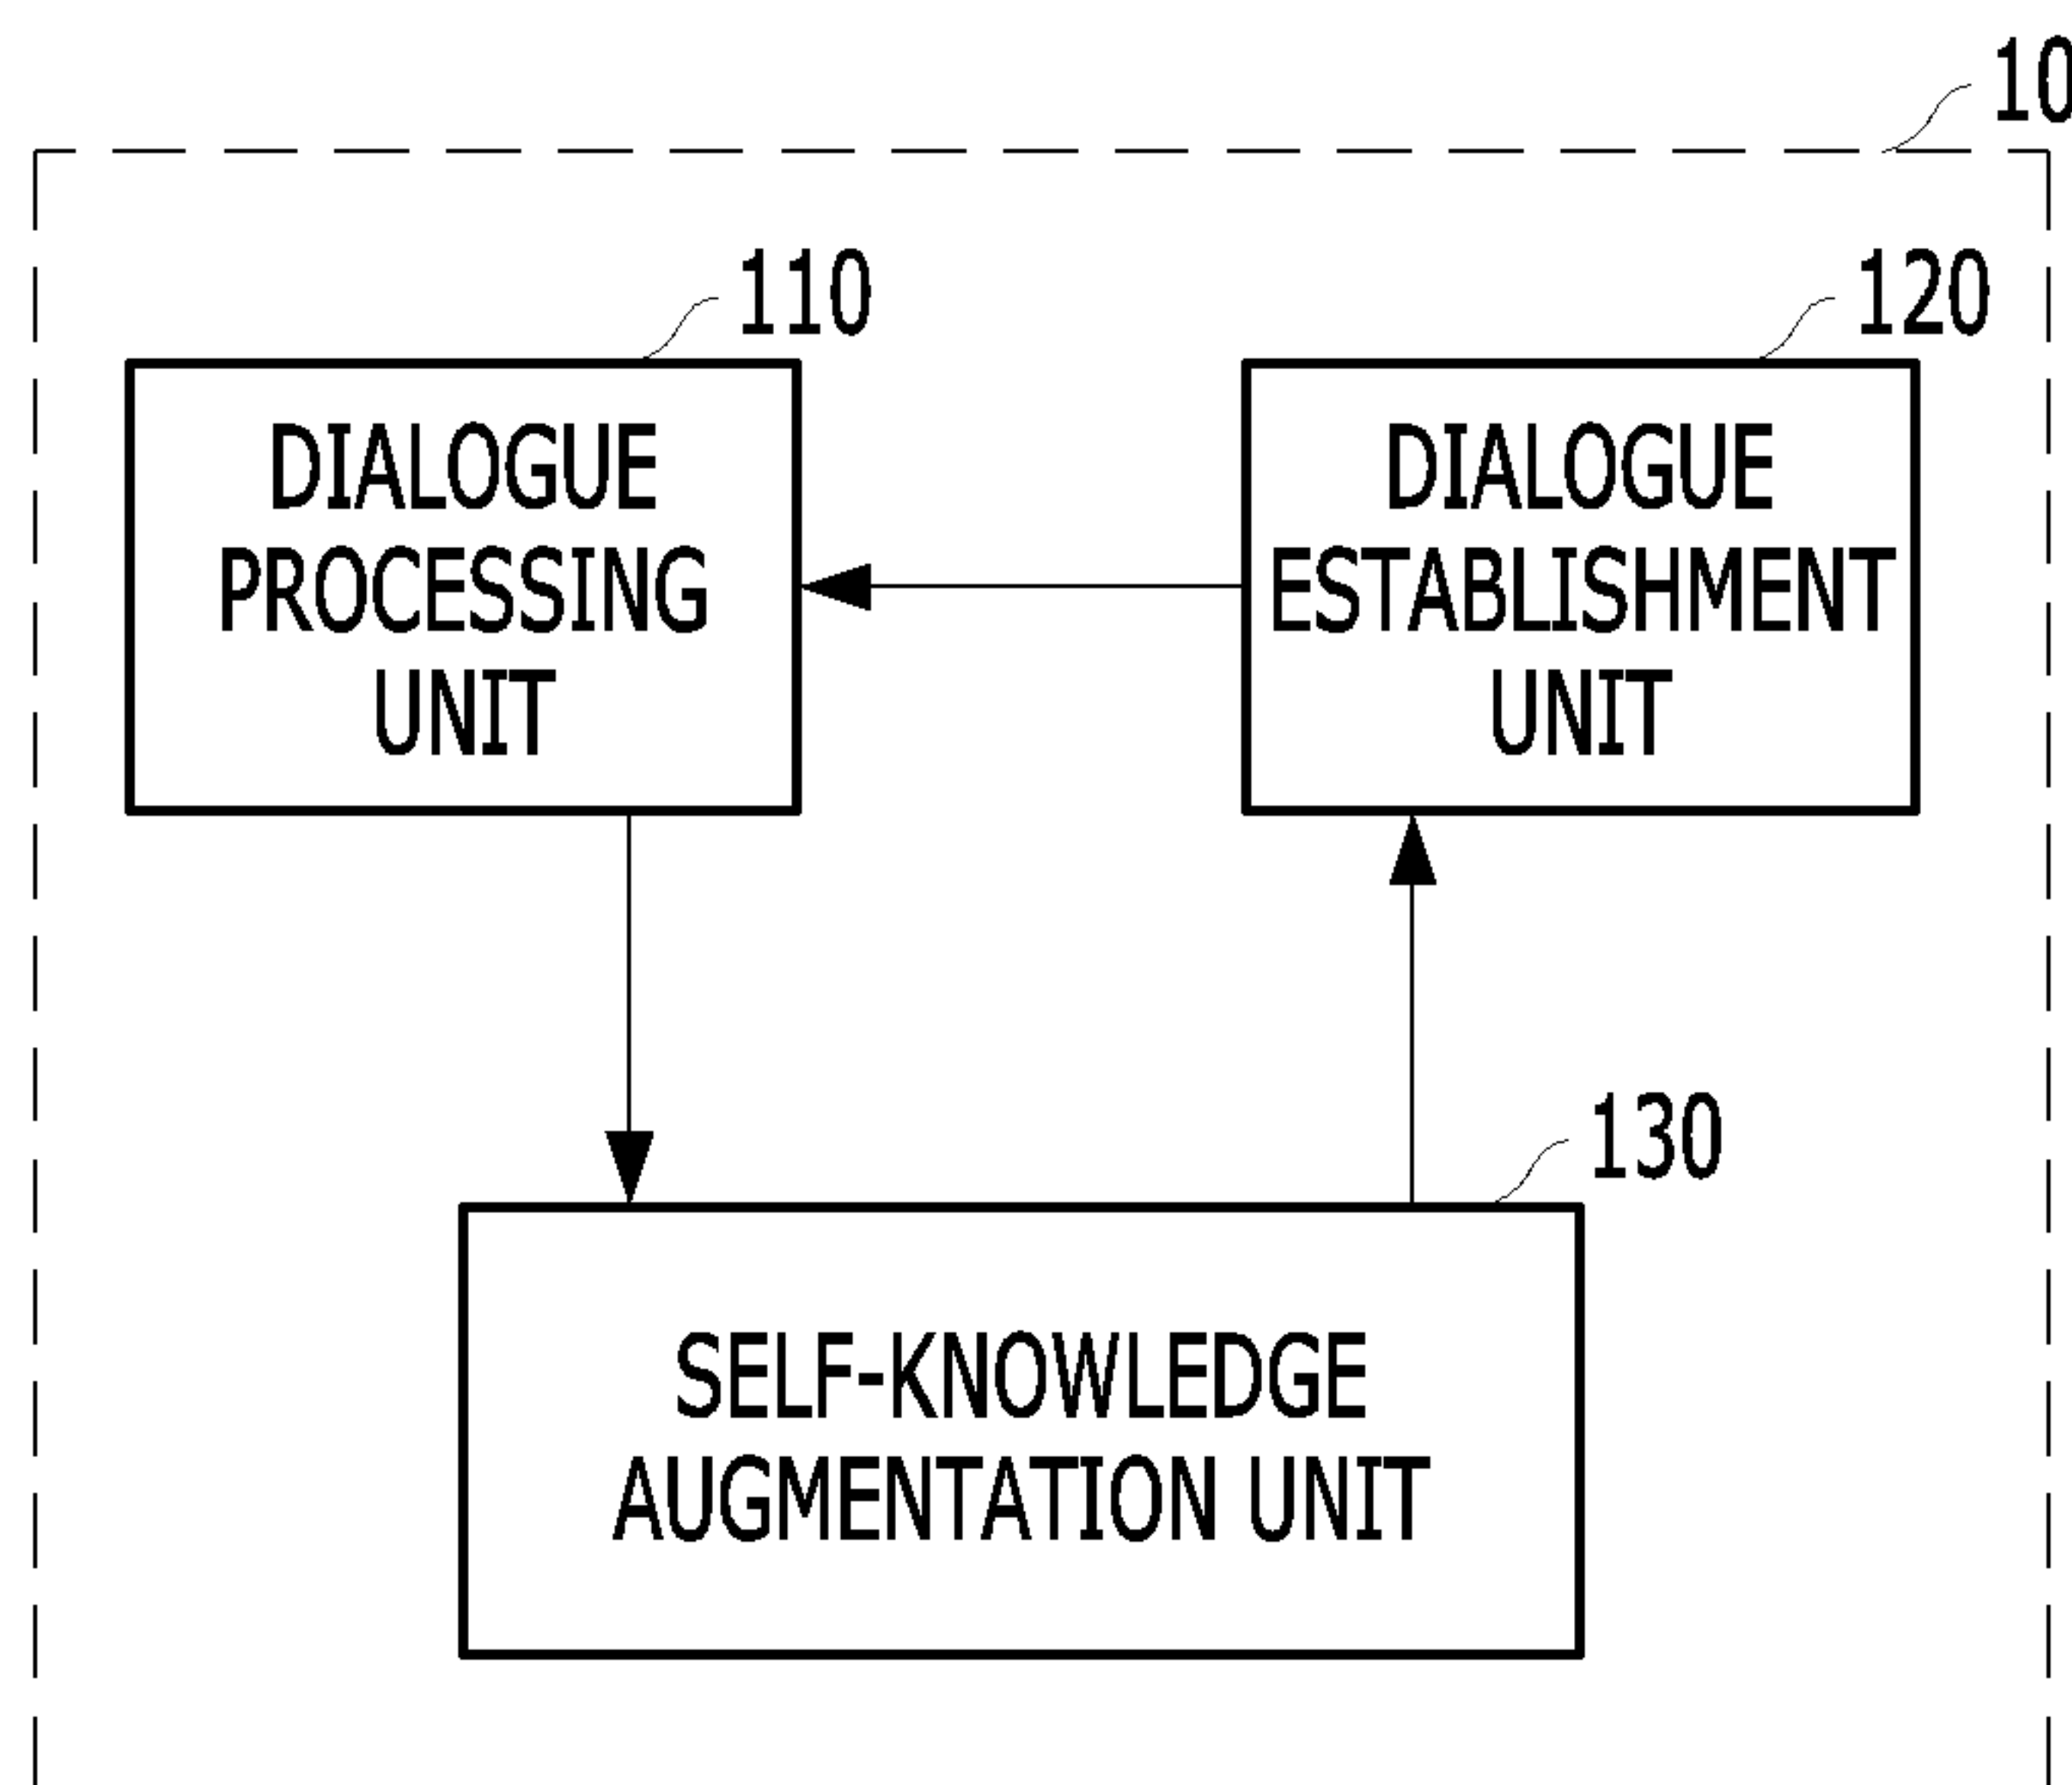 10
110
120
DIALOGUE
PROCESSING
UNIT
DIALOGUE
ESTABLISHMENT
UNIT
130
SELF-KNOWLEDGE
AUGMENTATION UNIT